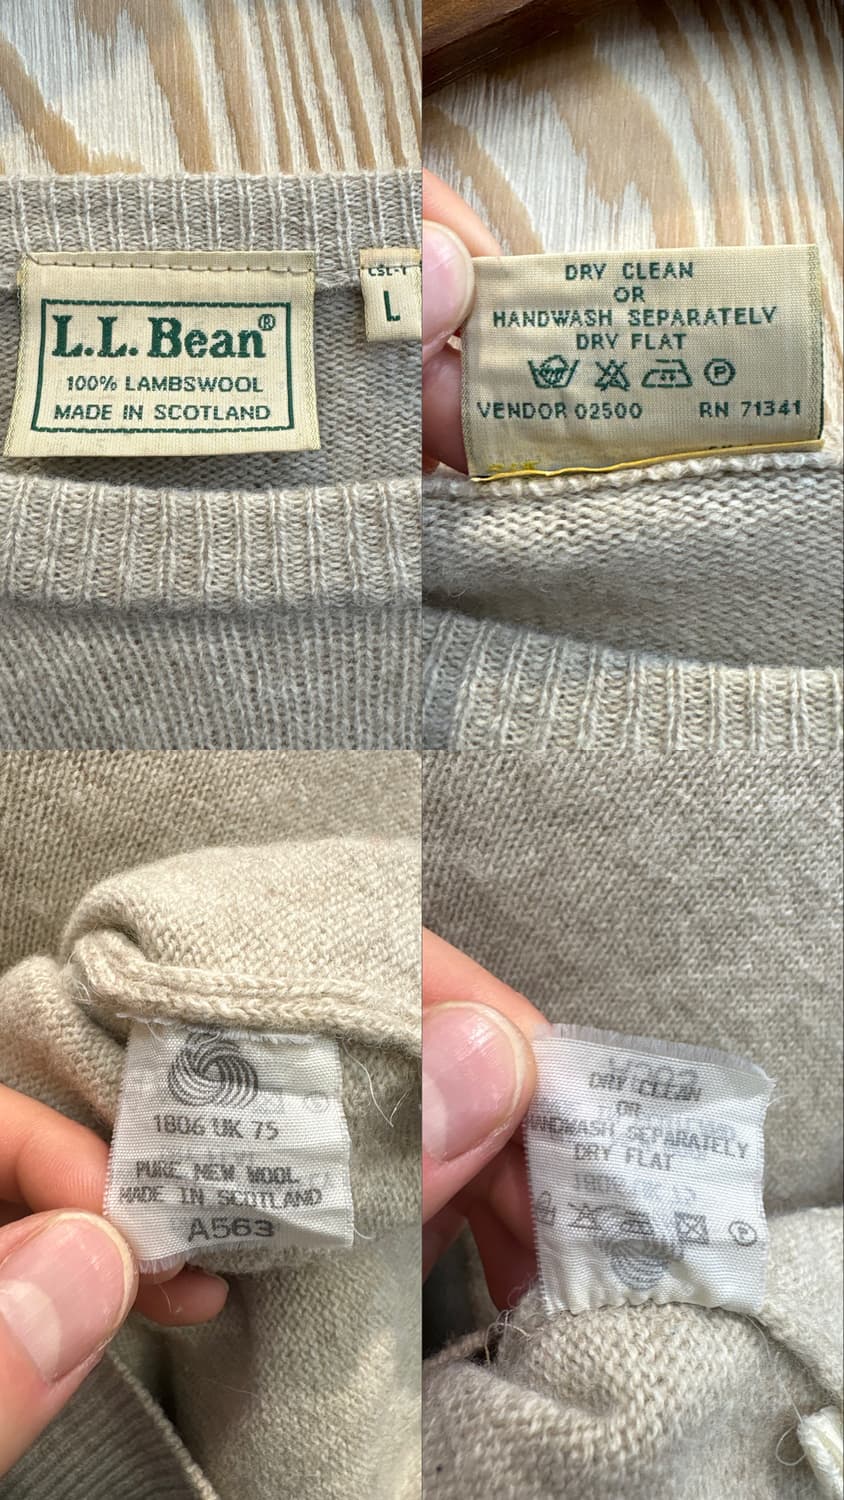 L.L. Bean®
100% LAMBSWOOL
MADE IN SCOTLAND
L
DRY CLEAN
OR
HANDWASH SEPARATELY
DRY FLAT
P
VENDOR 02500 RN 71341
1806 UK 75
PURE NEW WOOL
MADE IN SCOTLAND
A563
DRY CLEAN
OR
HANDWASH SEPARATELY
DRY FLAT
P